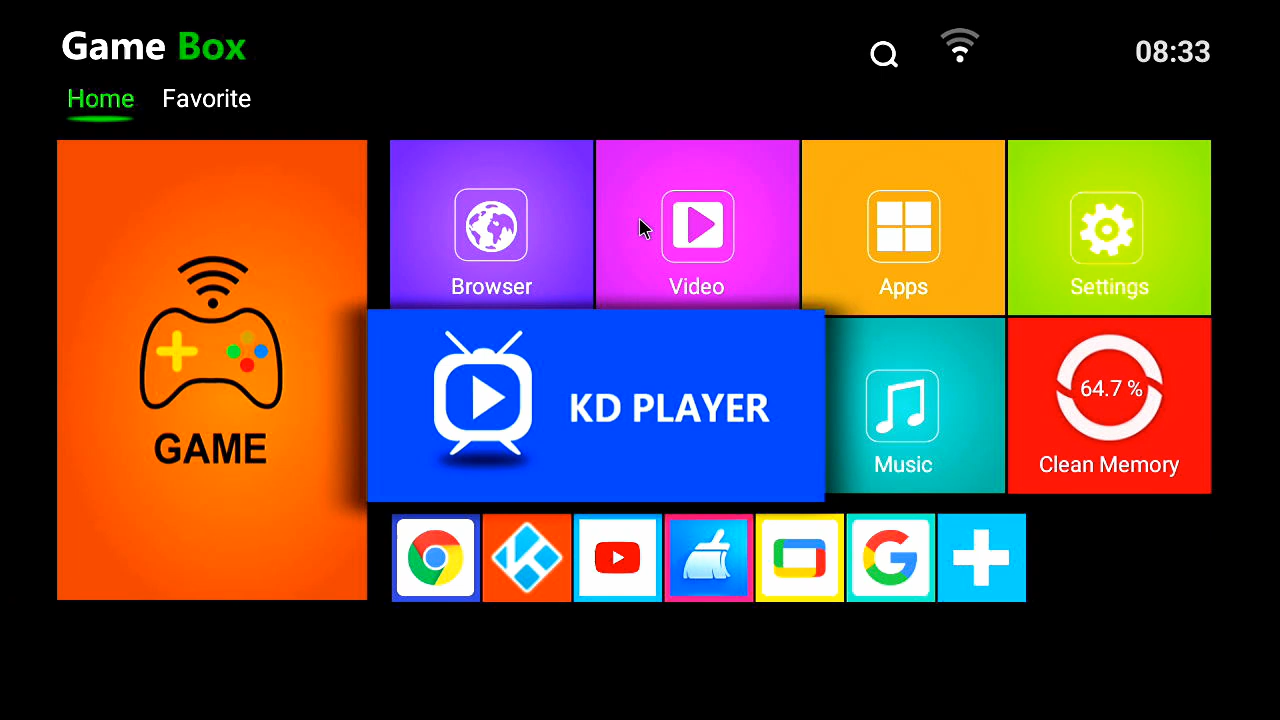 Game Box
08:33
Home Favorite
Browser
Video
Apps
Settings
GAME
KD PLAYER
Music
64.7 %
Clean Memory